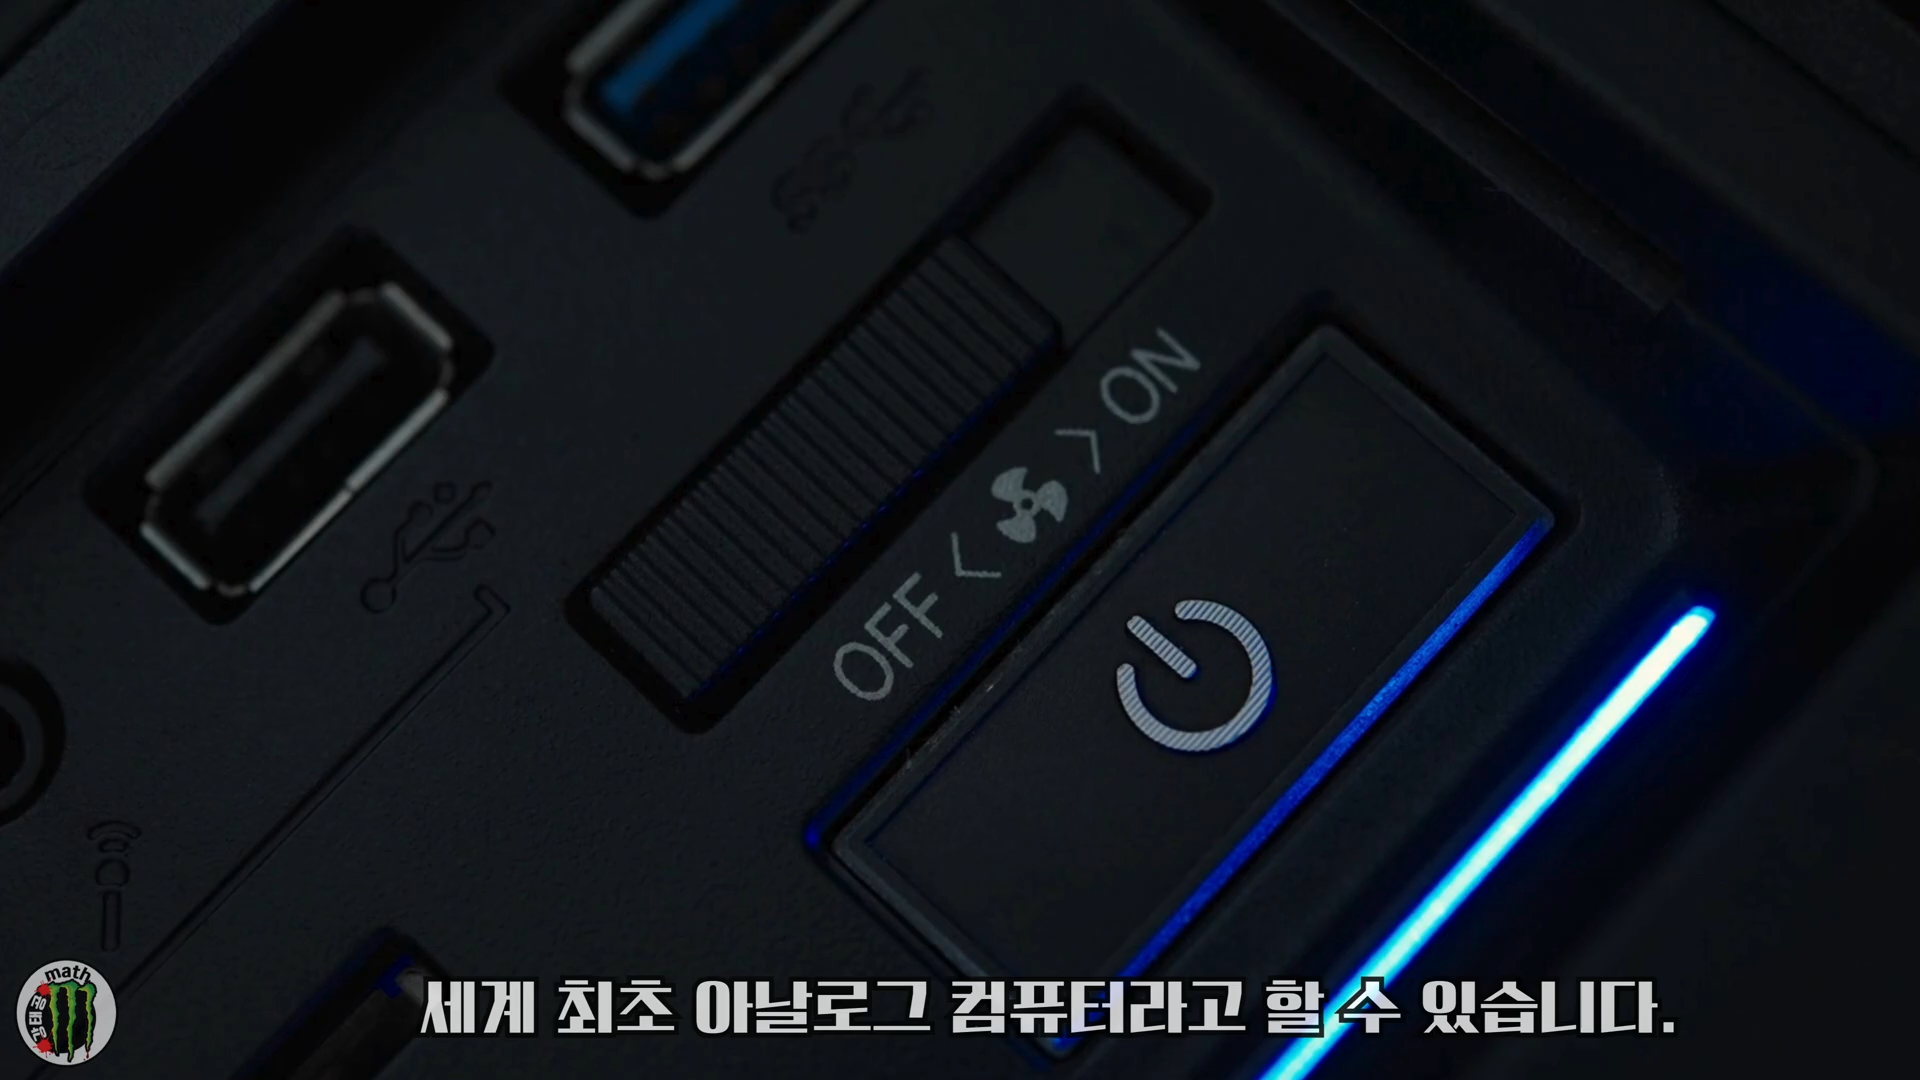 ON
OFF < >
math
세계 최초 아날로그 컴퓨터라고 할 수 있습니다.